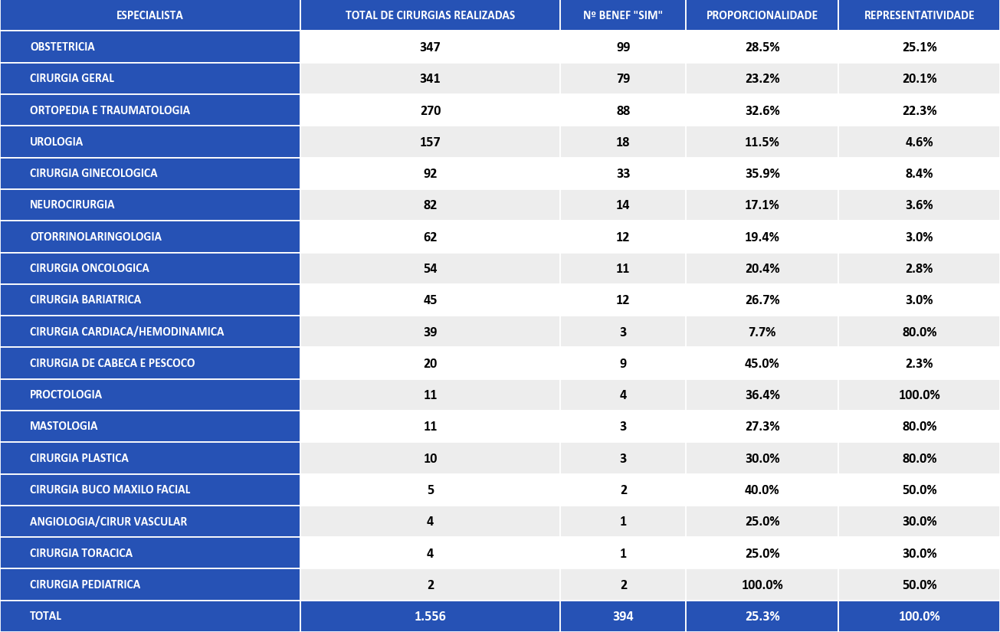 ESPECIALISTA TOTAL DE CIRURGIAS REALIZADAS Nº BENEF "SIM" PROPORCIONALIDADE REPRESENTATIVIDADE
OBSTETRICIA 347 99 28.5% 25.1%
CIRURGIA GERAL 341 79 23.2% 20.1%
ORTOPEDIA E TRAUMATOLOGIA 270 88 32.6% 22.3%
UROLOGIA 157 18 11.5% 4.6%
CIRURGIA GINECOLOGICA 92 33 35.9% 8.4%
NEUROCIRURGIA 82 14 17.1% 3.6%
OTORRINOLARINGOLOGIA 62 12 19.4% 3.0%
CIRURGIA ONCOLOGICA 54 11 20.4% 2.8%
CIRURGIA BARIATRICA 45 12 26.7% 3.0%
CIRURGIA CARDIACA/HEMODINAMICA 39 3 7.7% 80.0%
CIRURGIA DE CABECA E PESCOCO 20 9 45.0% 2.3%
PROCTOLOGIA 11 4 36.4% 100.0%
MASTOLOGIA 11 3 27.3% 80.0%
CIRURGIA PLASTICA 10 3 30.0% 80.0%
CIRURGIA BUCO MAXILO FACIAL 5 2 40.0% 50.0%
ANGIOLOGIA/CIRUR VASCULAR 4 1 25.0% 30.0%
CIRURGIA TORACICA 4 1 25.0% 30.0%
CIRURGIA PEDIATRICA 2 2 100.0% 50.0%
TOTAL 1.556 394 25.3% 100.0%